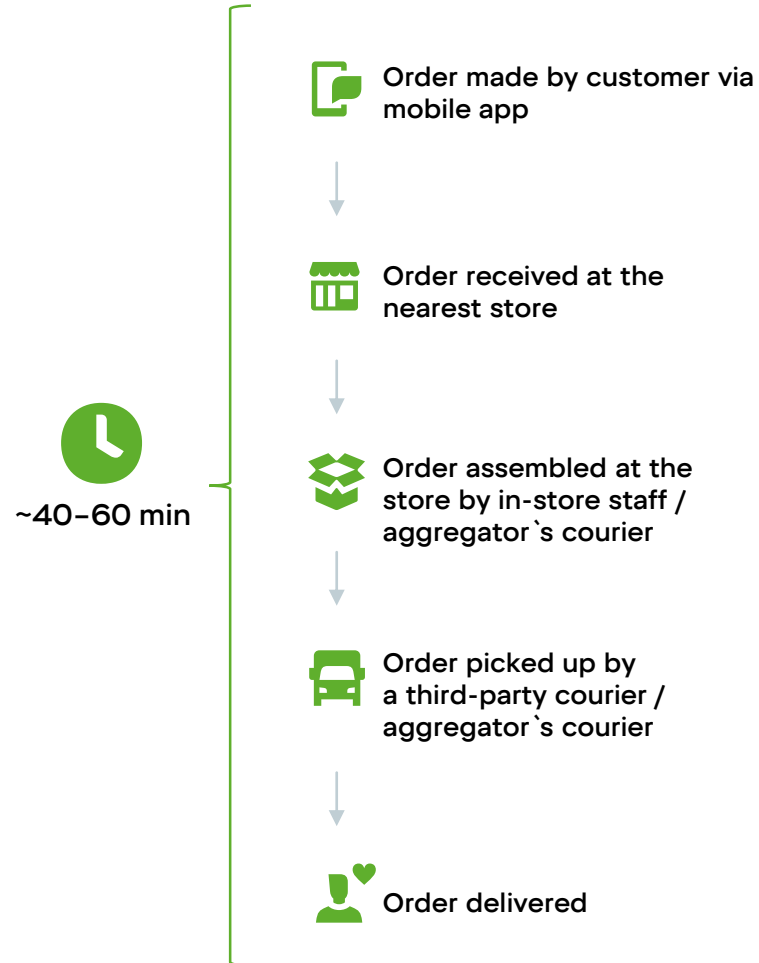 Order made by customer via
mobile app
Order received at the
nearest store
~40–60 min
Order assembled at the
store by in-store staff /
aggregator`s courier
Order picked up by
a third-party courier /
aggregator`s courier
Order delivered